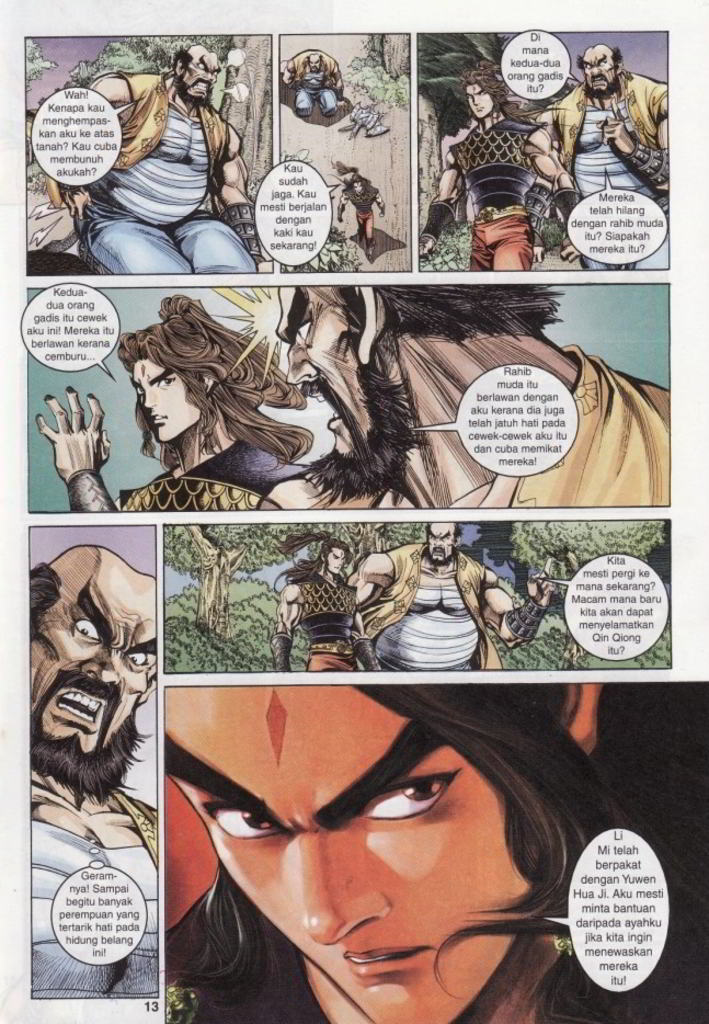 Wah!
Kenapa kau
menghempas-
kan aku ke atas
tanah? Kau cuba
membunuh
akukah?
Kau
sudah
jaga. Kau
mesti berjalan
dengan
kaki kau
sekarang!
Di
mana
kedua-dua
orang gadis
itu?
Mereka
telah hilang
dengan rahib muda
itu? Siapakah
mereka itu?
Kedua-
dua orang
gadis itu cewek
aku ini! Mereka itu
berlawan kerana
cemburu...
Rahib
muda itu
berlawan dengan
aku kerana dia juga
telah jatuh hati pada
cewek-cewek aku itu
dan cuba memikat
mereka!
Kita
mesti pergi ke
mana sekarang?
Macam mana baru
kita akan dapat
menyelamatkan
Qin Qiong
itu?
Geram-
nya! Sampai
begitu banyak
perempuan yang
tertarik hati pada
hidung belang
ini!
Li
Mi telah
berpakat
dengan Yuwen
Hua Ji. Aku mesti
minta bantuan
daripada ayahku
jika kita ingin
menewaskan
mereka
itu!
13